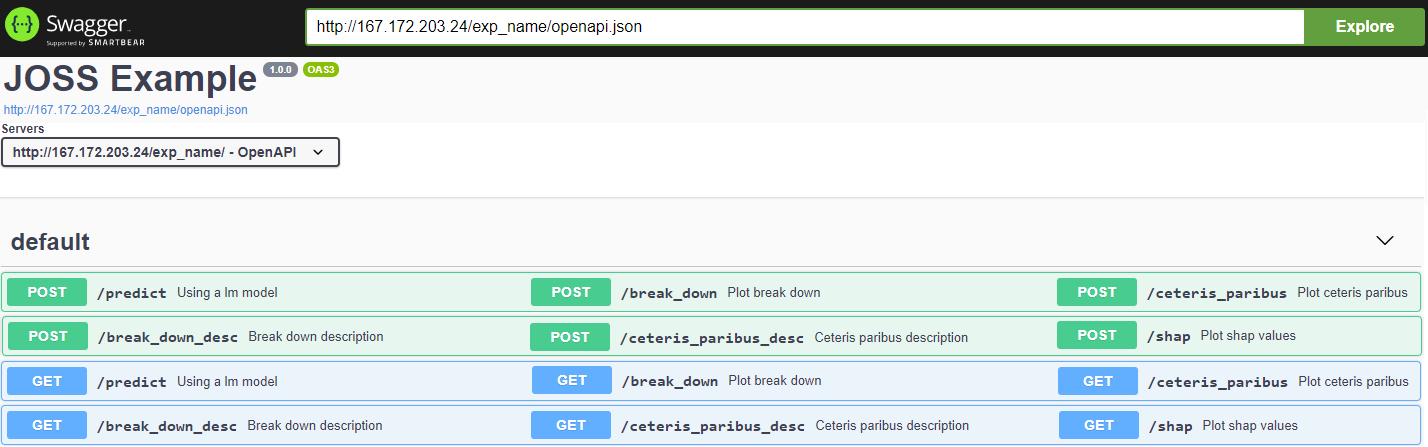 Swagger
Supported by SMARTBEAR
http://167.172.203.24/exp_name/openapi.json
Explore
JOSS Example 1.0.0 OAS3
http://167.172.203.24/exp_name/openapi.json
Servers
http://167.172.203.24/exp_name/ - OpenAPI
default
POST /predict Using a lm model POST /break_down Plot break down POST /ceteris_paribus Plot ceteris paribus
POST /break_down_desc Break down description POST /ceteris_paribus_desc Ceteris paribus description POST /shap Plot shap values
GET /predict Using a lm model GET /break_down Plot break down GET /ceteris_paribus Plot ceteris paribus
GET /break_down_desc Break down description GET /ceteris_paribus_desc Ceteris paribus description GET /shap Plot shap values